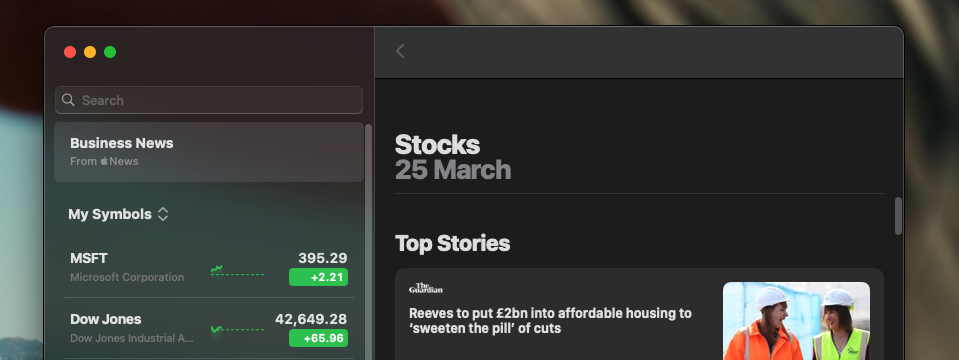 Search
Business News
From News
My Symbols
MSFT
395.29
Microsoft Corporation
+2.21
Dow Jones
42,649.28
Dow Jones Industrial A...
+65.96
Stocks
25 March
Top Stories
The
Guardian
Reeves to put £2bn into affordable housing to
‘sweeten the pill’ of cuts